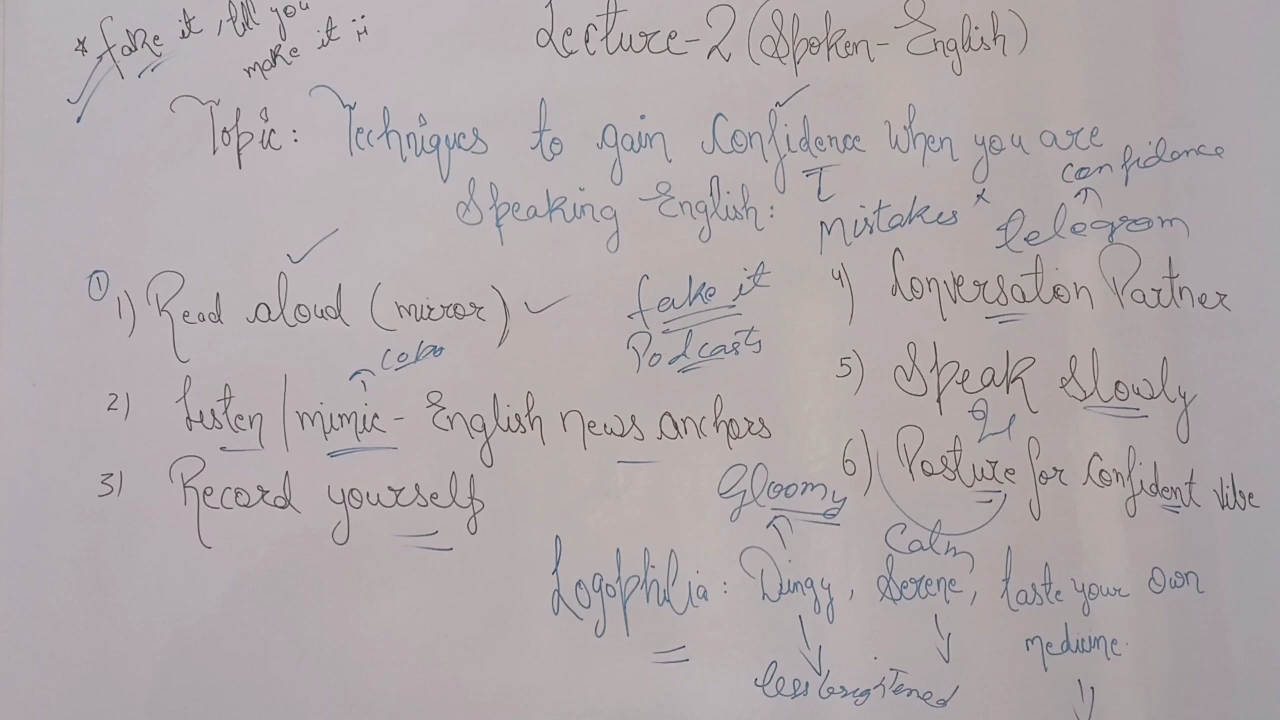 * fake it, till you
make it
Lecture-2 (Spoken-English)
Topic: Techniques to gain Confidence when you are
Speaking English:
confidence
mistakes x
telegram
① 1) Read aloud (mirror)
fake it
Podcasts
copy
2) Listen/mimic - English news anchors
3) Record yourself
4) Conversation Partner
5) Speak Slowly
6) Posture for Confident vibe
Gloomy
Calm
Logophilia: Dingy, Serene, taste your own
medicine.
less brightened